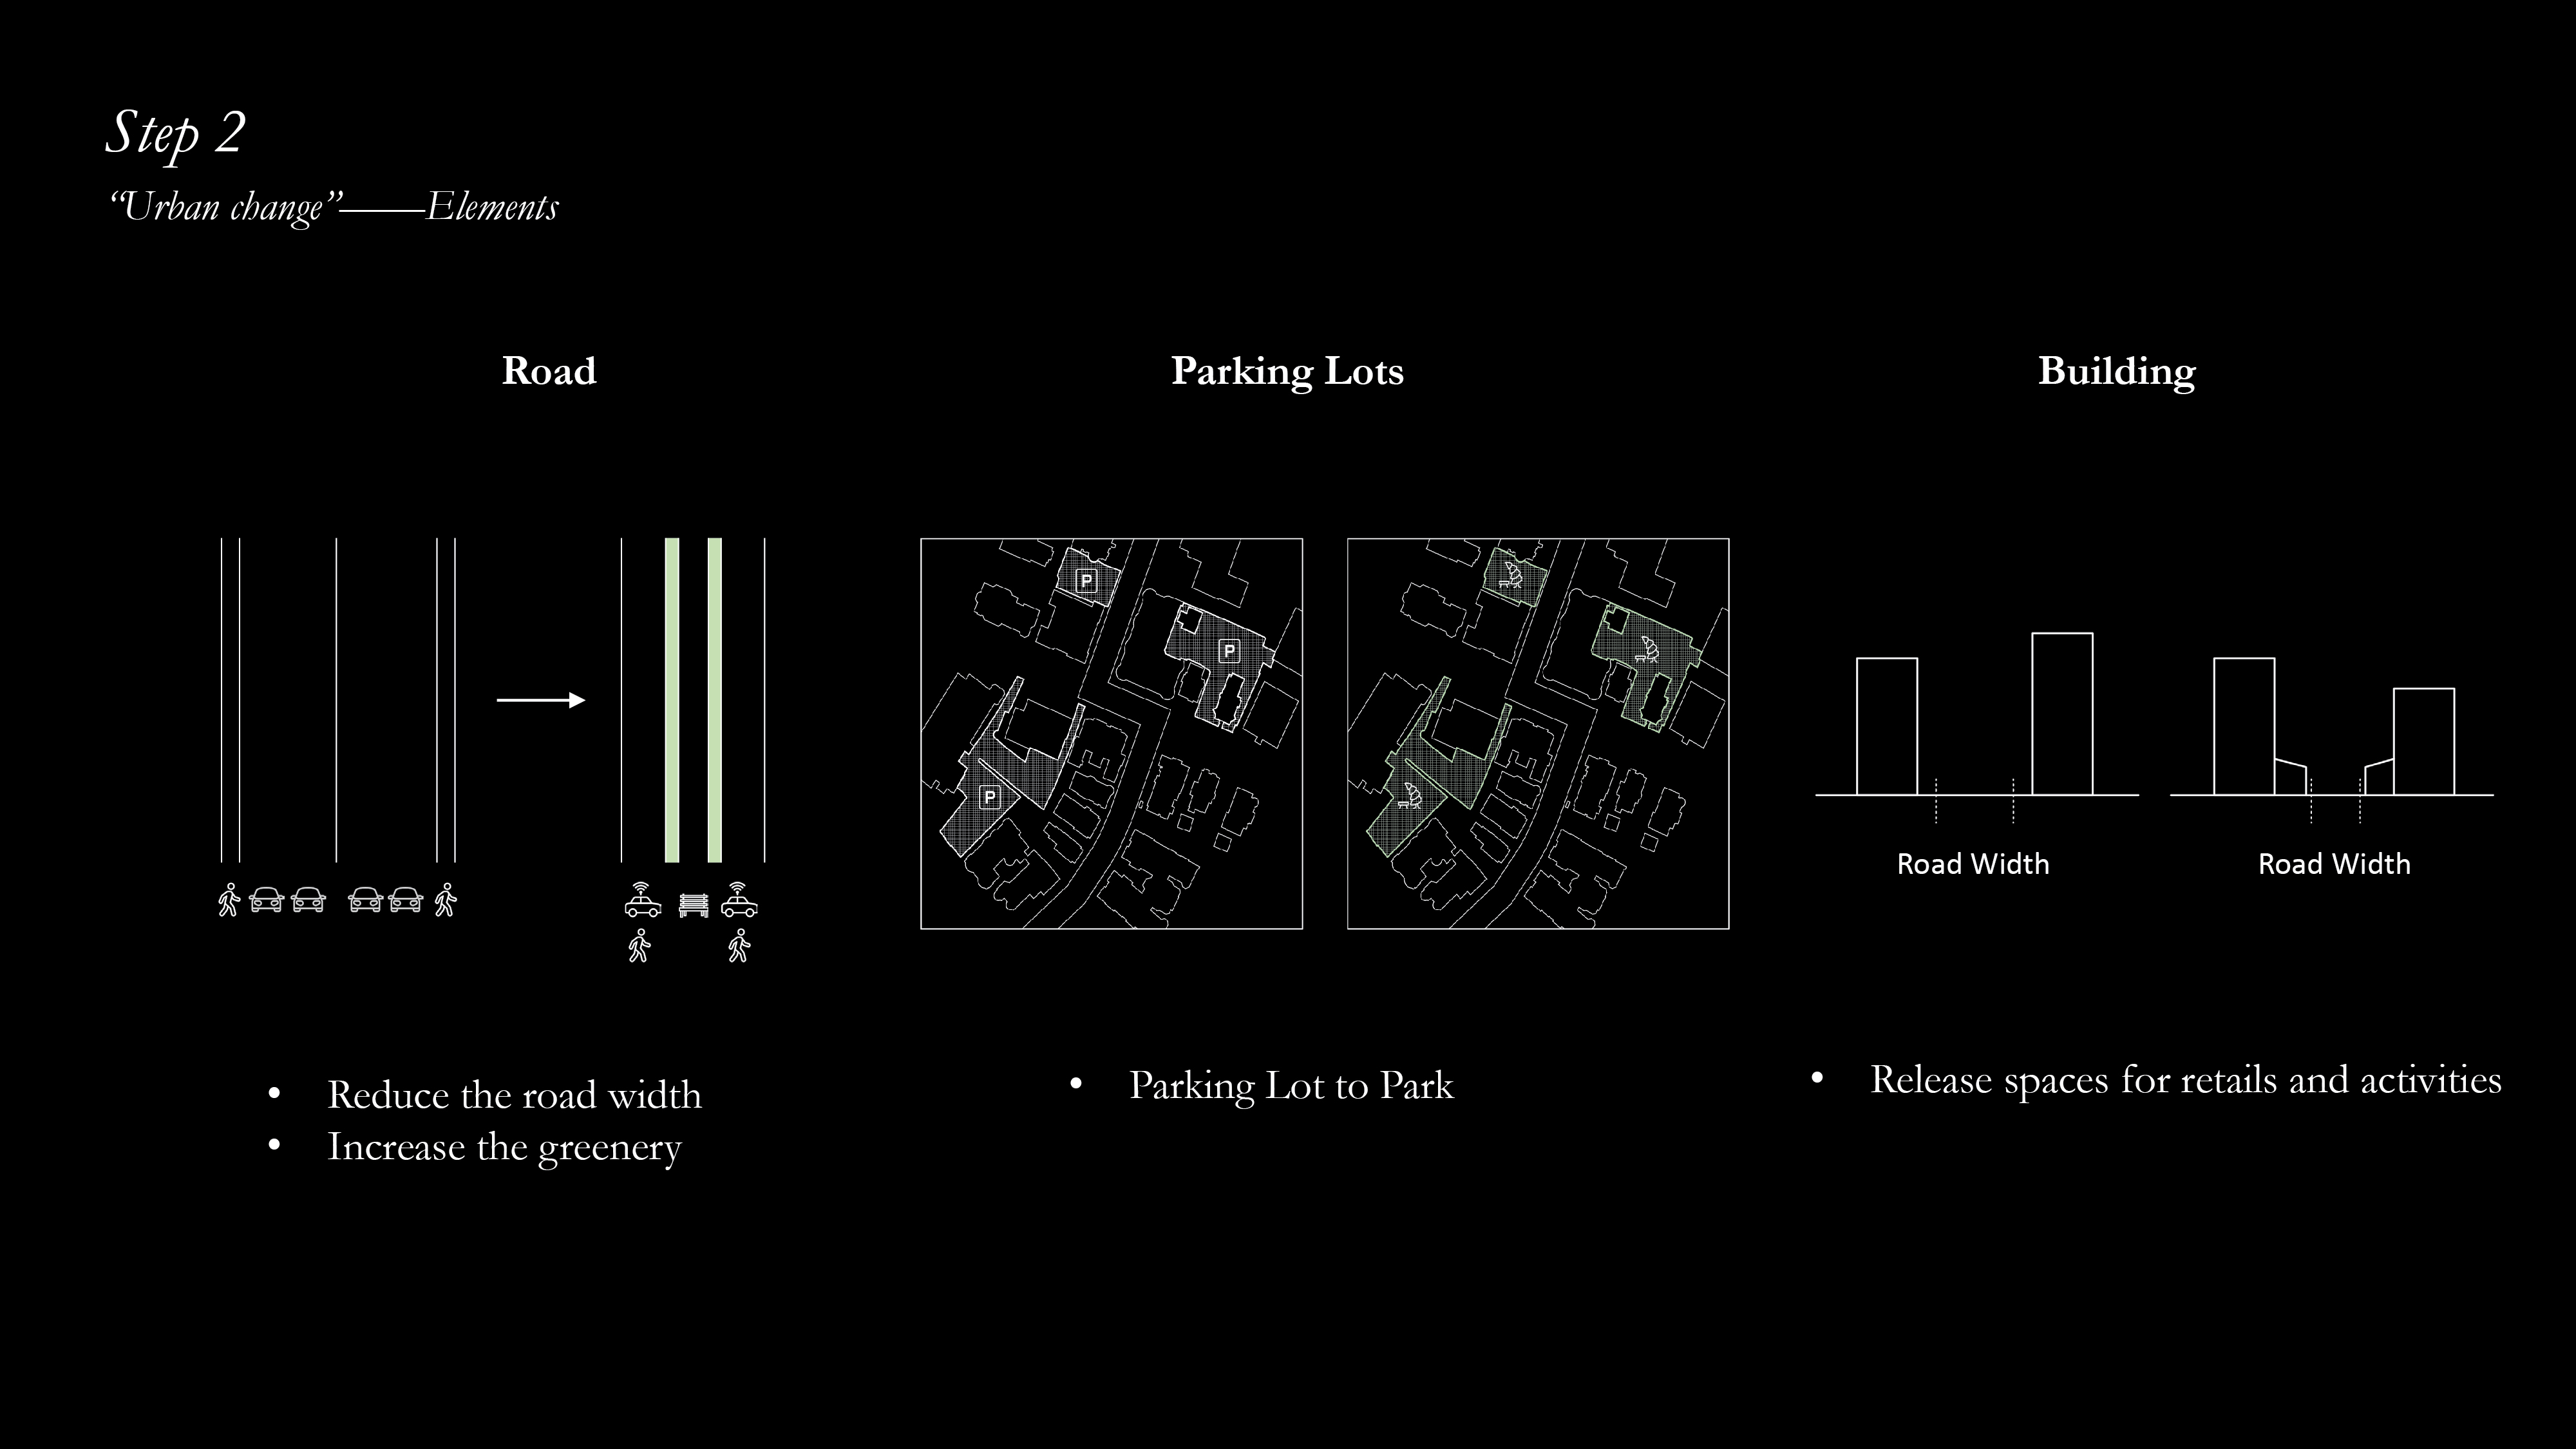 Step 2
“Urban change”——Elements
Road
Parking Lots
Building
P
P
P
Road Width
Road Width
• Reduce the road width
• Increase the greenery
• Parking Lot to Park
• Release spaces for retails and activities